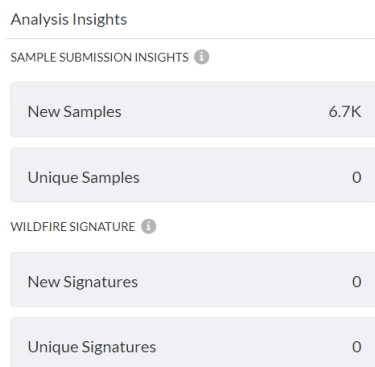 Analysis Insights
SAMPLE SUBMISSION INSIGHTS
New Samples 6.7K
Unique Samples 0
WILDFIRE SIGNATURE
New Signatures 0
Unique Signatures 0